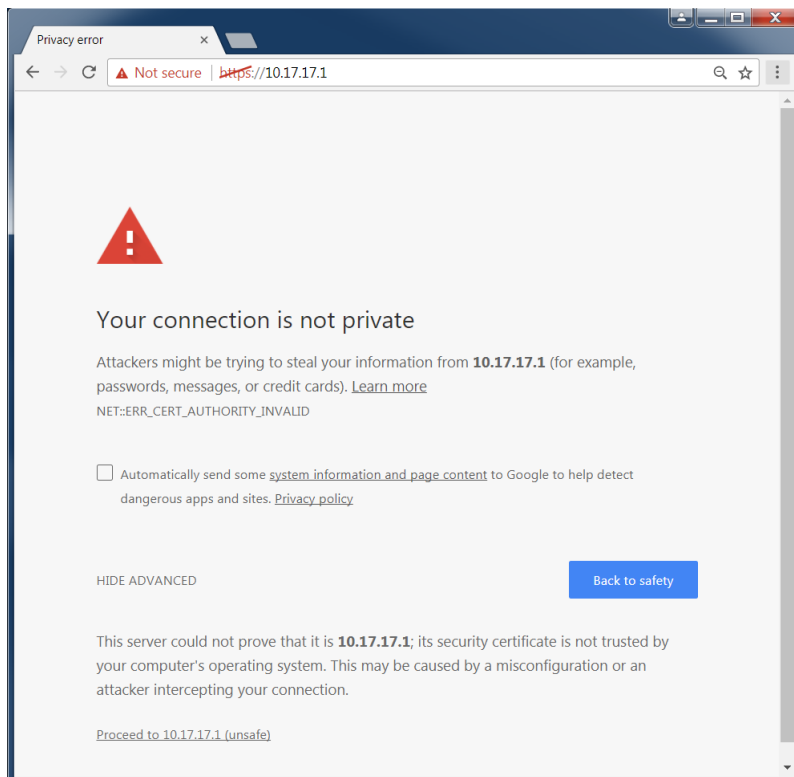 Privacy error
Not secure | https://10.17.17.1
Your connection is not private
Attackers might be trying to steal your information from 10.17.17.1 (for example,
passwords, messages, or credit cards). Learn more
NET::ERR_CERT_AUTHORITY_INVALID
Automatically send some system information and page content to Google to help detect
dangerous apps and sites. Privacy policy
HIDE ADVANCED
Back to safety
This server could not prove that it is 10.17.17.1; its security certificate is not trusted by
your computer's operating system. This may be caused by a misconfiguration or an
attacker intercepting your connection.
Proceed to 10.17.17.1 (unsafe)